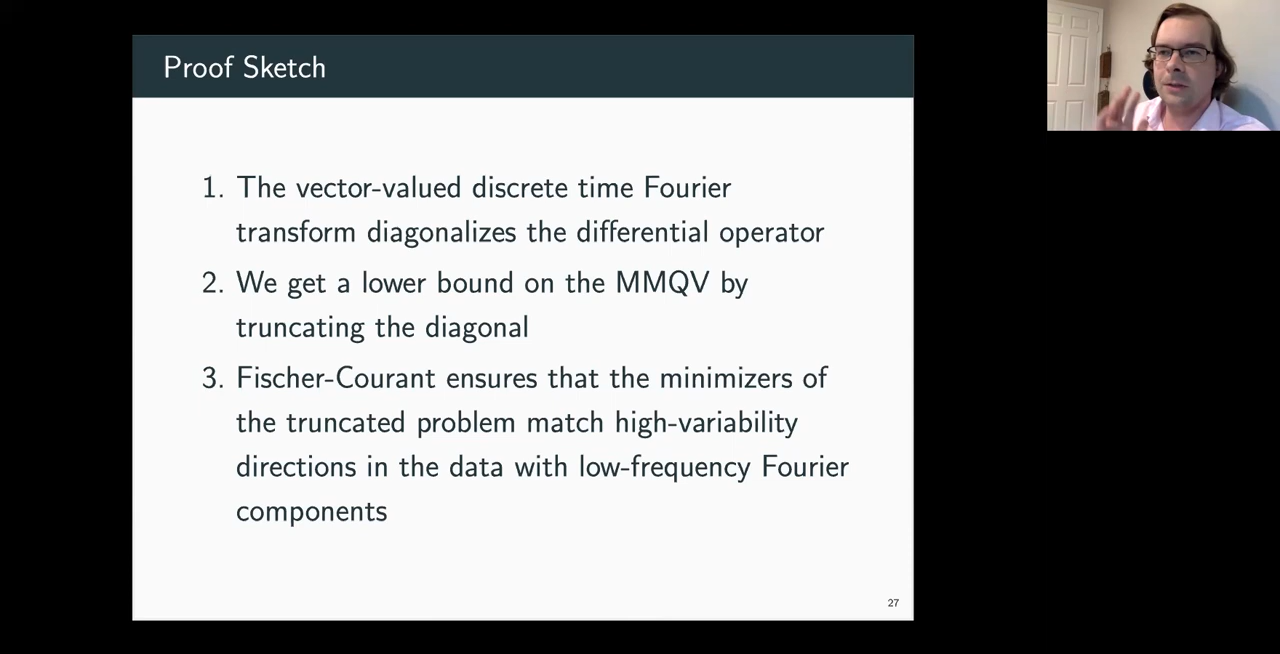 Proof Sketch
1. The vector-valued discrete time Fourier
transform diagonalizes the differential operator
2. We get a lower bound on the MMQV by
truncating the diagonal
3. Fischer-Courant ensures that the minimizers of
the truncated problem match high-variability
directions in the data with low-frequency Fourier
components
27